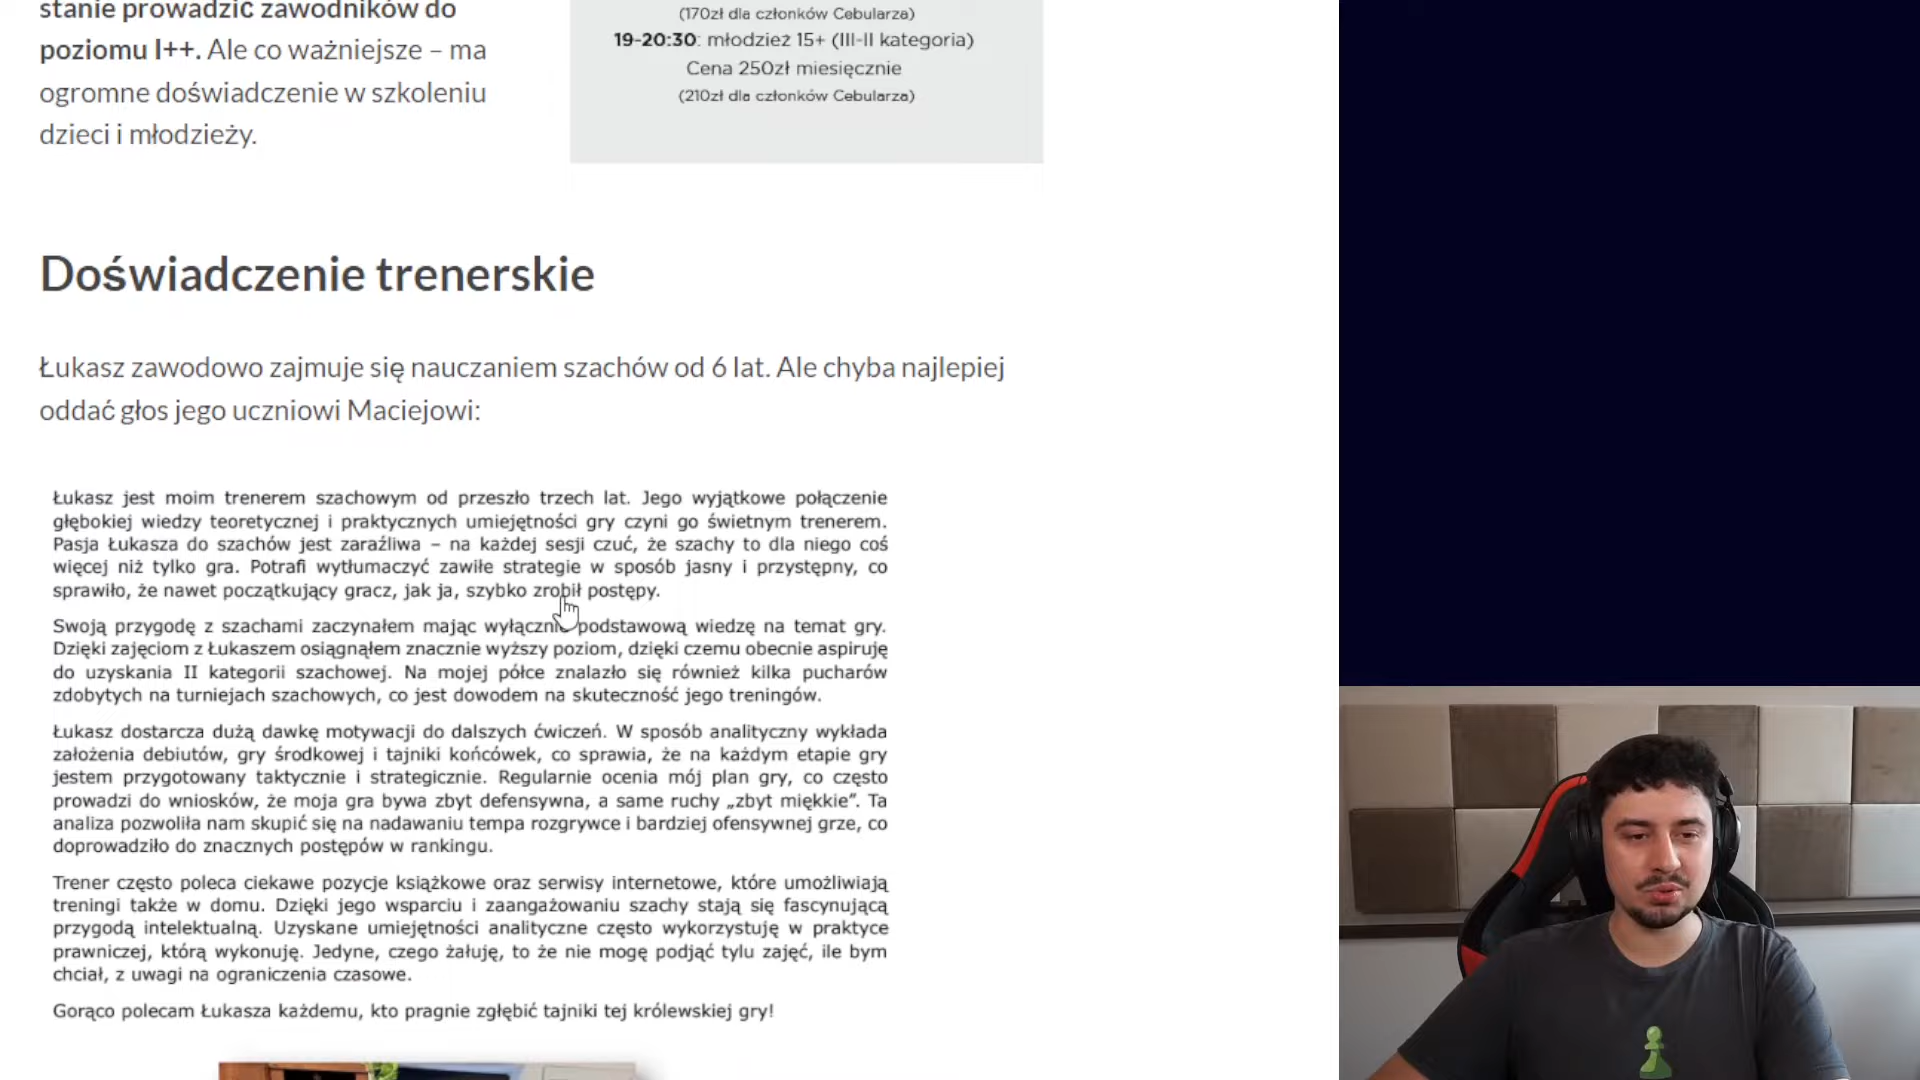 stanie prowadzić zawodników do
poziomu I++. Ale co ważniejsze – ma
ogromne doświadczenie w szkoleniu
dzieci i młodzieży.
(170zł dla członków Cebularza)
19-20:30: młodzież 15+ (III-II kategoria)
Cena 250zł miesięcznie
(210zł dla członków Cebularza)
Doświadczenie trenerskie
Łukasz zawodowo zajmuje się nauczaniem szachów od 6 lat. Ale chyba najlepiej
oddać głos jego uczniowi Maciejowi:
Łukasz jest moim trenerem szachowym od przeszło trzech lat. Jego wyjątkowe połączenie
głębokiej wiedzy teoretycznej i praktycznych umiejętności gry czyni go świetnym trenerem.
Pasja Łukasza do szachów jest zaraźliwa – na każdej sesji czuć, że szachy to dla niego coś
więcej niż tylko gra. Potrafi wytłumaczyć zawiłe strategie w sposób jasny i przystępny, co
sprawiło, że nawet początkujący gracz, jak ja, szybko zrobił postępy.
Swoją przygodę z szachami zaczynałem mając wyłącznie podstawową wiedzę na temat gry.
Dzięki zajęciom z Łukaszem osiągnąłem znacznie wyższy poziom, dzięki czemu obecnie aspiruję
do uzyskania II kategorii szachowej. Na mojej półce znalazło się również kilka pucharów
zdobytych na turniejach szachowych, co jest dowodem na skuteczność jego treningów.
Łukasz dostarcza dużą dawkę motywacji do dalszych ćwiczeń. W sposób analityczny wykłada
założenia debiutów, gry środkowej i tajniki końcówek, co sprawia, że na każdym etapie gry
jestem przygotowany taktycznie i strategicznie. Regularnie ocenia mój plan gry, co często
prowadzi do wniosków, że moja gra bywa zbyt defensywna, a same ruchy „zbyt miękkie”. Ta
analiza pozwoliła nam skupić się na nadawaniu tempa rozgrywce i bardziej ofensywnej grze, co
doprowadziło do znacznych postępów w rankingu.
Trener często poleca ciekawe pozycje książkowe oraz serwisy internetowe, które umożliwiają
treningi także w domu. Dzięki jego wsparciu i zaangażowaniu szachy stają się fascynującą
przygodą intelektualną. Uzyskane umiejętności analityczne często wykorzystuję w praktyce
prawniczej, którą wykonuję. Jedyne, czego żałuję, to że nie mogę podjąć tylu zajęć, ile bym
chciał, z uwagi na ograniczenia czasowe.
Gorąco polecam Łukasza każdemu, kto pragnie zgłębić tajniki tej królewskiej gry!